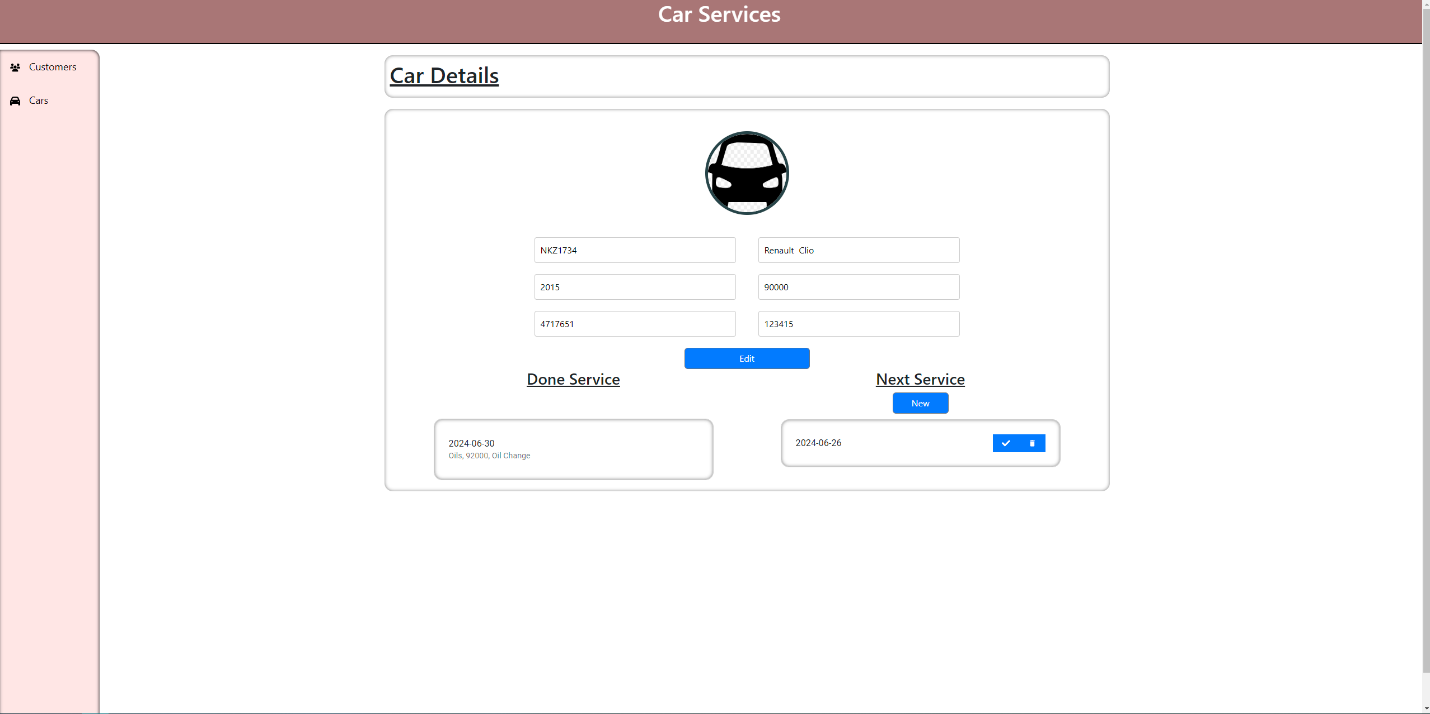 Car Services
Customers
Cars
Car Details
NKZ1734
Renault Clio
2015
90000
4717651
123415
Edit
Done Service
Next Service
New
2024-06-30
Oils, 92000, Oil Change
2024-06-26